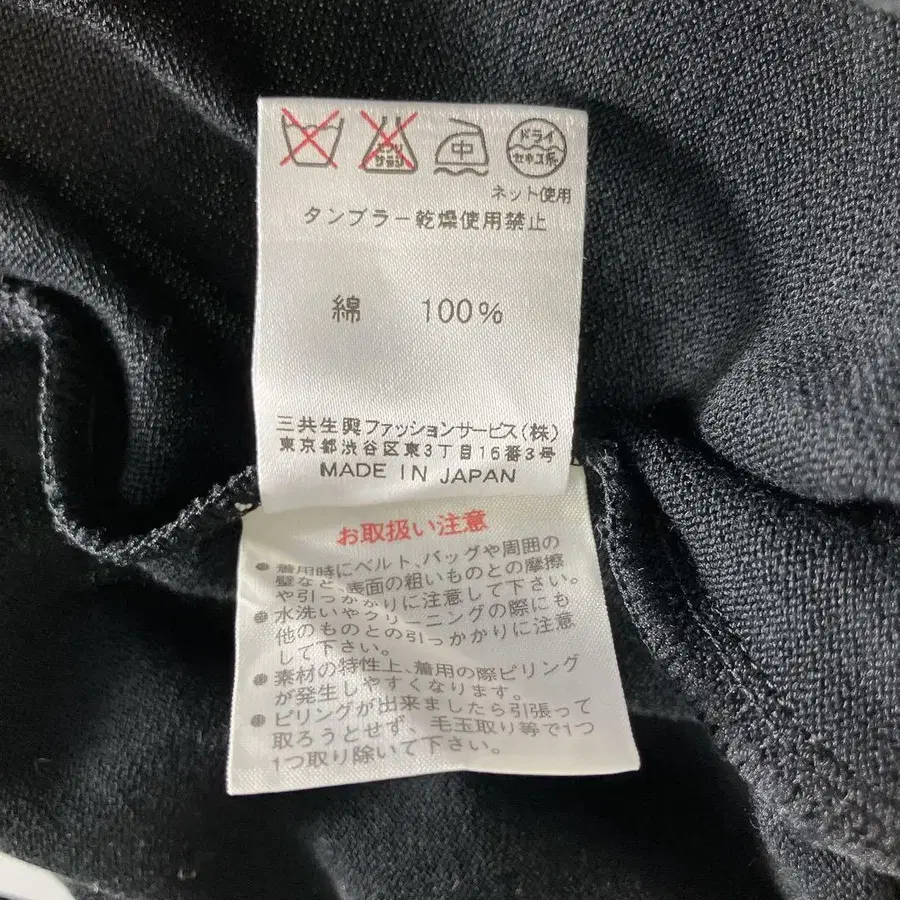 エンソ
サラシ
中
ドライ
セキユ系
ネット使用
タンブラー乾燥使用禁止
綿 100%
三共生興ファッションサービス(株)
東京都渋谷区東3丁目16番3号
MADE IN JAPAN
お取扱い注意
● 着用時にベルト、バッグや周囲の
壁など、表面の粗いものとの摩擦
や引っかかりに注意して下さい。
● 水洗いやクリーニングの際にも
他のものとの引っかかりに注意
して下さい。
● 素材の特性上、着用の際ピリング
が発生しやすくなります。
● ピリングが出来ましたら引張って
取ろうとせず、毛玉取り等で1つ
1つ取り除いて下さい。